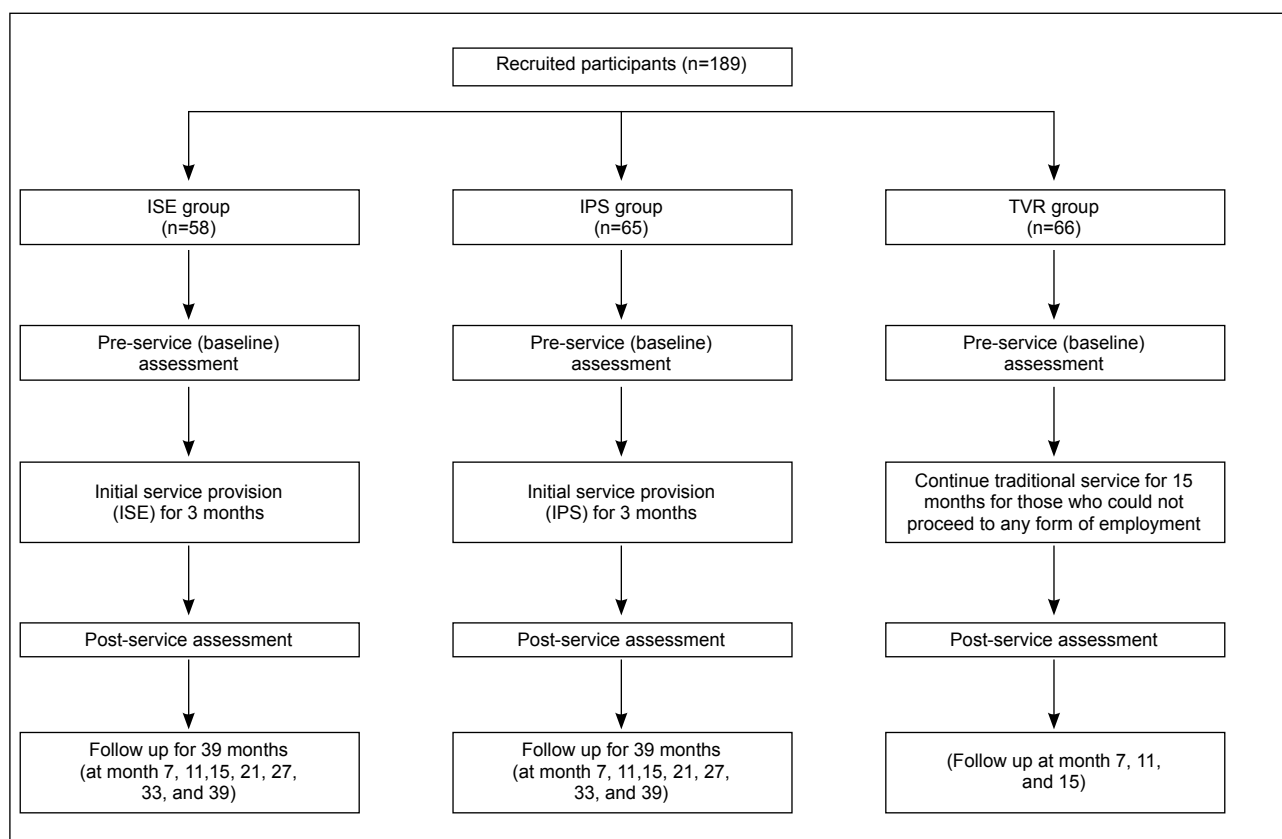 Recruited participants (n=189)
ISE group
(n=58)
IPS group
(n=65)
TVR group
(n=66)
Pre-service (baseline)
assessment
Pre-service (baseline)
assessment
Pre-service (baseline)
assessment
Initial service provision
(ISE) for 3 months
Initial service provision
(IPS) for 3 months
Continue traditional service for 15
months for those who could not
proceed to any form of employment
Post-service assessment
Post-service assessment
Post-service assessment
Follow up for 39 months
(at month 7, 11,15, 21, 27,
33, and 39)
Follow up for 39 months
(at month 7, 11,15, 21, 27,
33, and 39)
(Follow up at month 7, 11,
and 15)